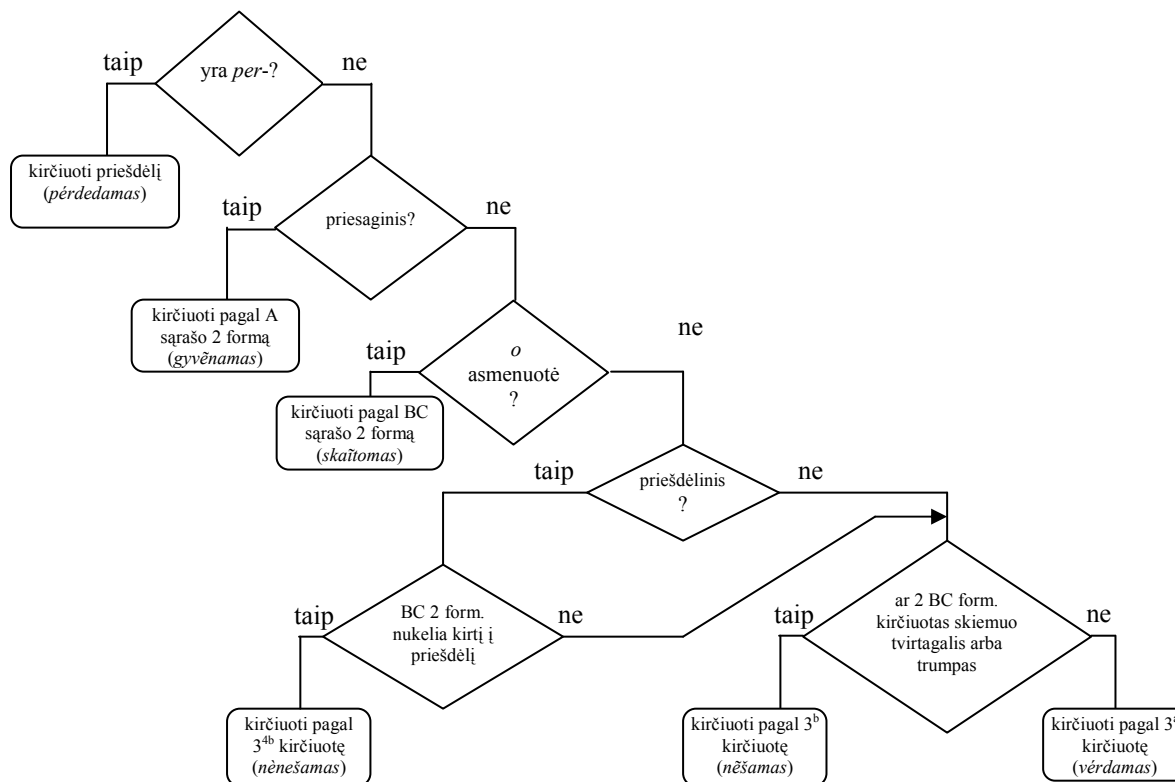 taip
yra per-?
ne
kirčiuoti priešdėlį
(pérdedamas)
taip
priesaginis?
ne
kirčiuoti pagal A
sąrašo 2 formą
(gyvẽnamas)
taip
o
asmenuotė
?
ne
kirčiuoti pagal BC
sąrašo 2 formą
(skaĩtomas)
taip
priešdėlinis
?
ne
taip
BC 2 form.
nukelia kirtį į
priešdėlį
ne
taip
ar 2 BC form.
kirčiuotas skiemuo
tvirtagalis arba
trumpas
ne
kirčiuoti pagal
3⁴ᵇ kirčiuotę
(nènešamas)
kirčiuoti pagal 3ᵇ
kirčiuotę
(nẽšamas)
kirčiuoti pagal 3
kirčiuotę
(vérdamas)